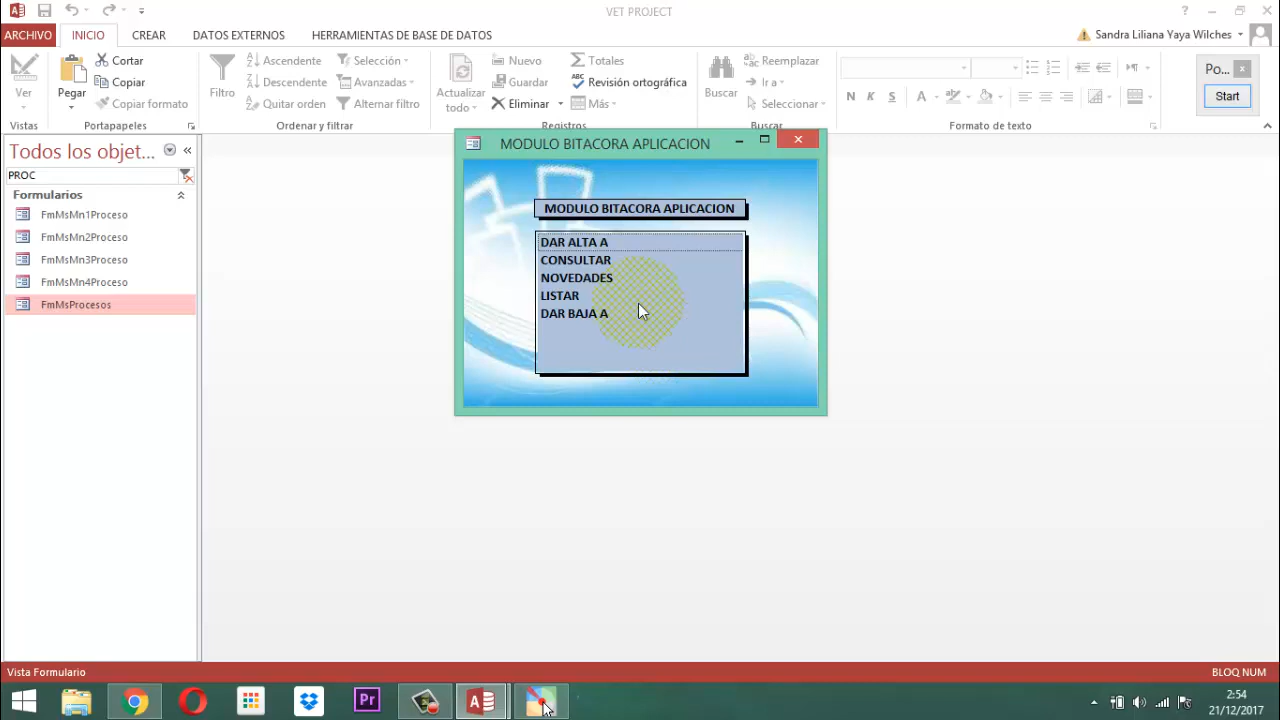 VET PROJECT
ARCHIVO INICIO CREAR DATOS EXTERNOS HERRAMIENTAS DE BASE DE DATOS
Sandra Liliana Yaya Wilches
Ver
Vistas
Pegar
Cortar
Copiar
Copiar formato
Portapapeles
Filtro
Ascendente
Descendente
Quitar orden
Selección
Avanzadas
Alternar filtro
Ordenar y filtrar
Actualizar
todo
Nuevo
Guardar
Eliminar
Totales
Revisión ortográfica
Más
Registros
Buscar
Reemplazar
Ir a
Seleccionar
Buscar
N K S
A
Formato de texto
Po...
Start
Todos los objet...
PROC
Formularios
FmMsMn1Proceso
FmMsMn2Proceso
FmMsMn3Proceso
FmMsMn4Proceso
FmMsProcesos
MODULO BITACORA APLICACION
MODULO BITACORA APLICACION
DAR ALTA A
CONSULTAR
NOVEDADES
LISTAR
DAR BAJA A
Vista Formulario
BLOQ NUM
Pr
2:54
21/12/2017